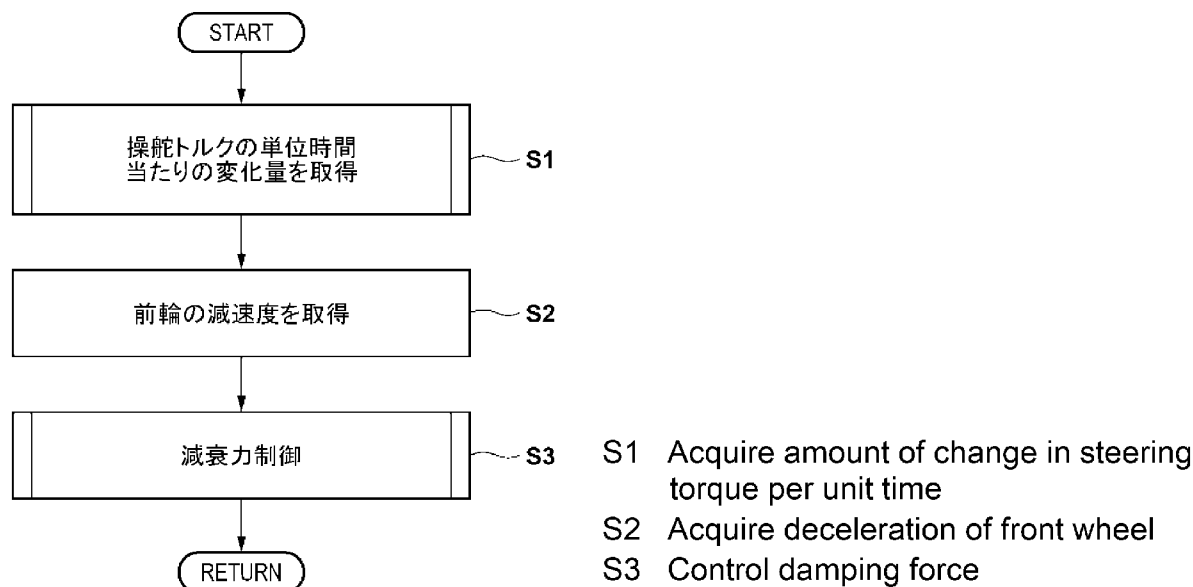 START
操舵トルクの単位時間
当たりの変化量を取得
S1
前輪の減速度を取得
S2
減衰力制御
S3
RETURN
S1 Acquire amount of change in steering
torque per unit time
S2 Acquire deceleration of front wheel
S3 Control damping force